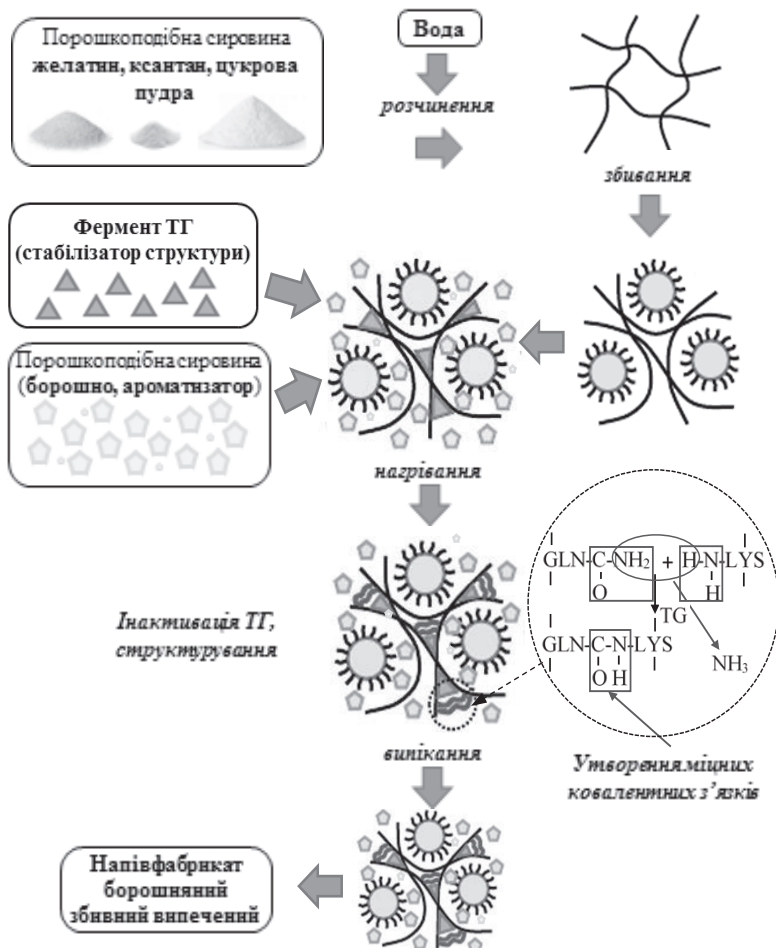 Порошкоподібна сировина
желатин, ксантан, цукрова
пудра
Вода
розчинення
збивання
Фермент ТГ
(стабілізатор структури)
Порошкоподібна сировина
(борошно, ароматизатор)
нагрівання
Інактивація ТГ,
структурування
GLN-C-NH₂ + H-N-LYS
O H
TG
GLN-C-N-LYS
O H
NH₃
випікання
Утворення міцних
ковалентних з’язків
Напівфабрикат
борошняний
збивний випечений